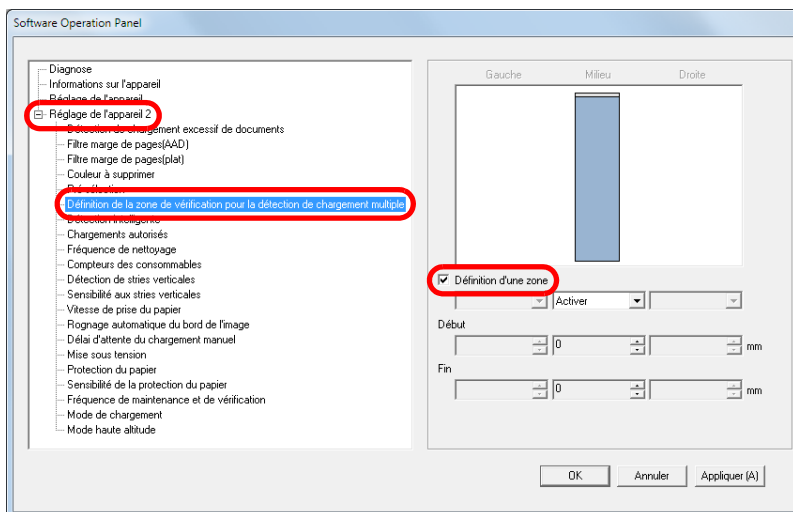 Software Operation Panel
Diagnose
Informations sur l'appareil
Réglage de l'appareil
Réglage de l'appareil 2
Détection de chargement excessif de documents
Filtre marge de pages(AAD)
Filtre marge de pages(plat)
Couleur à supprimer
Pré-sélection
Définition de la zone de vérification pour la détection de chargement multiple
Détection intelligente
Chargements autorisés
Fréquence de nettoyage
Compteurs des consommables
Détection de stries verticales
Sensibilité aux stries verticales
Vitesse de prise du papier
Rognage automatique du bord de l'image
Délai d'attente du chargement manuel
Mise sous tension
Protection du papier
Sensibilité de la protection du papier
Fréquence de maintenance et de vérification
Mode de chargement
Mode haute altitude
Gauche Milieu Droite
Définition d'une zone
Activer
Début
0 mm
Fin
0 mm
OK Annuler Appliquer (A)